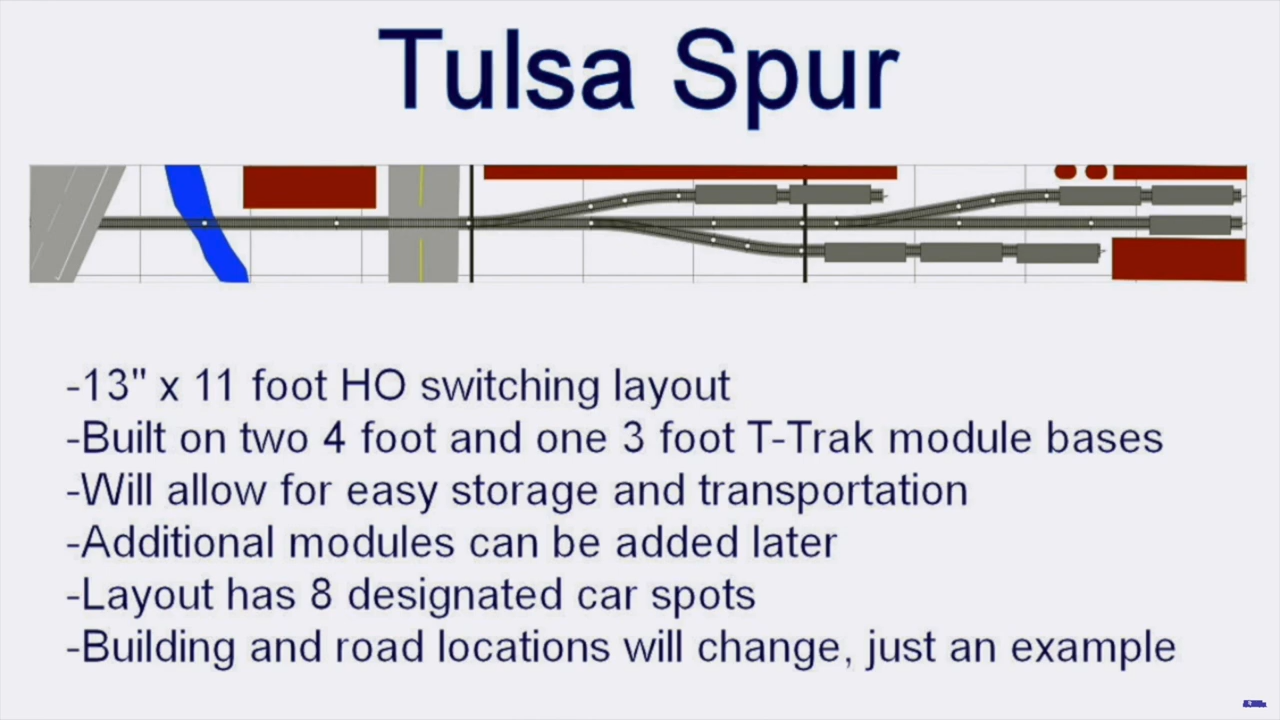 Tulsa Spur
-13" x 11 foot HO switching layout
-Built on two 4 foot and one 3 foot T-Trak module bases
-Will allow for easy storage and transportation
-Additional modules can be added later
-Layout has 8 designated car spots
-Building and road locations will change, just an example